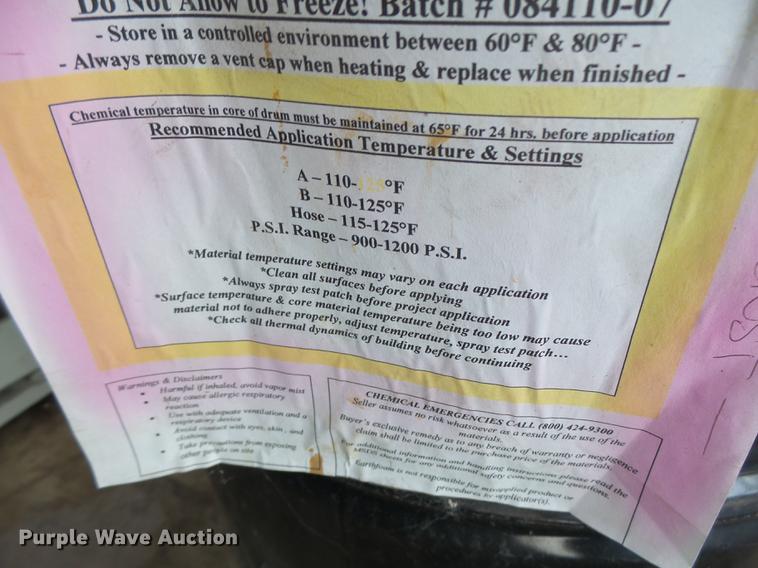 Do Not Allow to Freeze! Batch # 084110-07
- Store in a controlled environment between 60°F & 80°F -
- Always remove a vent cap when heating & replace when finished -
Chemical temperature in core of drum must be maintained at 65°F for 24 hrs. before application
Recommended Application Temperature & Settings
A – 110-125°F
B – 110-125°F
Hose – 115-125°F
P.S.I. Range – 900-1200 P.S.I.
*Material temperature settings may vary on each application
*Clean all surfaces before applying
*Always spray test patch before project application
*Surface temperature & core material temperature being too low may cause
material not to adhere properly, adjust temperature, spray test patch…
*Check all thermal dynamics of building before continuing
Warnings & Disclaimers
• Harmful if inhaled, avoid vapor mist
• May cause allergic respiratory
reaction
• Use with adequate ventilation and a
respiratory device
• Avoid contact with eyes, skin, and
clothing
• Take precautions from exposing
other people on site
CHEMICAL EMERGENCIES CALL (800) 424-9300
Seller assumes no risk whatsoever as a result of the use of the
materials.
Buyer's exclusive remedy as to any breach of warranty or negligence
claim shall be limited to the purchase price of the materials.
For additional information and handling instructions please read the
MSDS sheets for any additional safety concerns and questions.
Earthfoam is not responsible for misapplied product or
procedures by applicator(s).
Purple Wave Auction